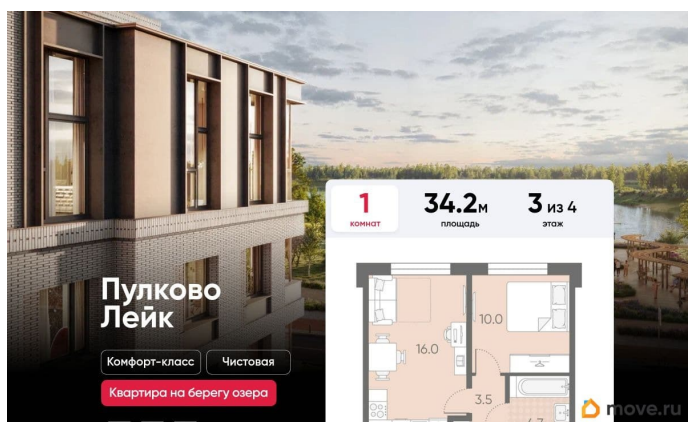 1
комнат
34.2м
площадь
3 из 4
этаж
Пулково
Лейк
Комфорт-класс
Чистовая
Квартира на берегу озера
10.0
16.0
3.5
move.ru